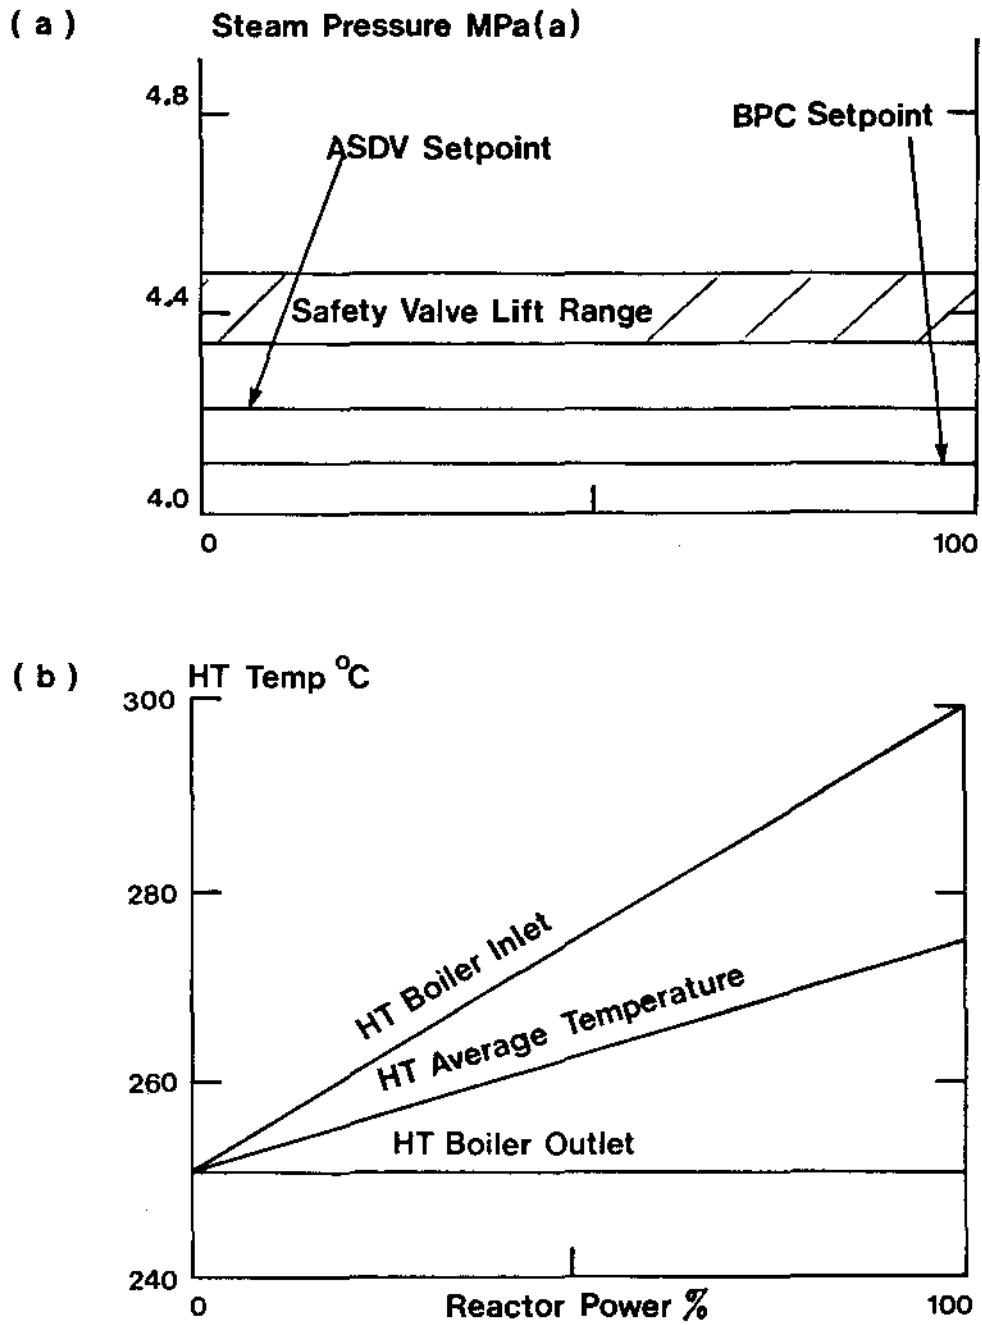 ( a ) Steam Pressure MPa(a)
4.8
BPC Setpoint
ASDV Setpoint
4.4
Safety Valve Lift Range
4.0
0 100
( b ) HT Temp °C
300
280
HT Boiler Inlet
HT Average Temperature
260
HT Boiler Outlet
240
0 Reactor Power % 100